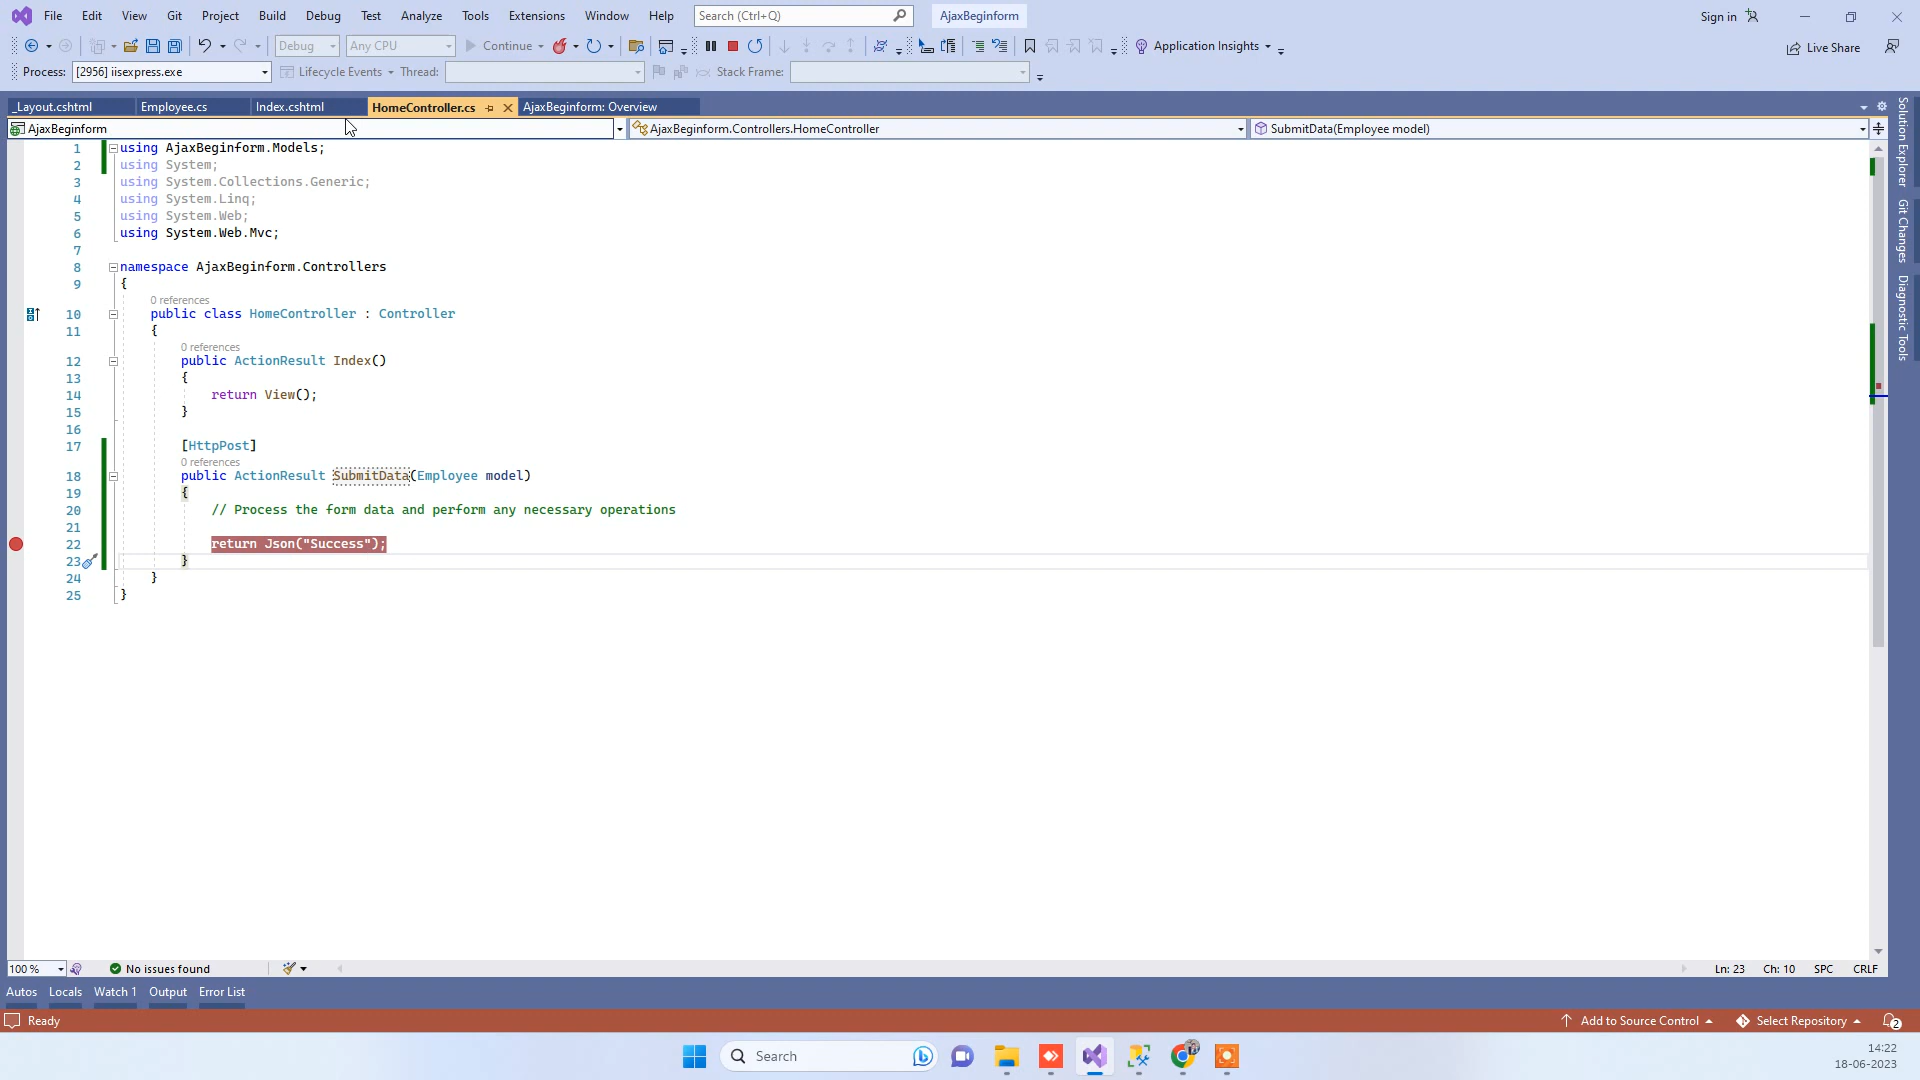 File Edit View Git Project Build Debug Test Analyze Tools Extensions Window Help Search (Ctrl+Q) AjaxBeginform Sign in
Debug Any CPU Continue Application Insights Live Share
Process: [2956] iisexpress.exe Lifecycle Events Thread: Stack Frame:
_Layout.cshtml Employee.cs Index.cshtml HomeController.cs AjaxBeginform: Overview
AjaxBeginform AjaxBeginform.Controllers.HomeController SubmitData(Employee model)
1 using AjaxBeginform.Models;
2 using System;
3 using System.Collections.Generic;
4 using System.Linq;
5 using System.Web;
6 using System.Web.Mvc;
7
8 namespace AjaxBeginform.Controllers
9 {
0 references
10 public class HomeController : Controller
11 {
0 references
12 public ActionResult Index()
13 {
14 return View();
15 }
16
17 [HttpPost]
0 references
18 public ActionResult SubmitData(Employee model)
19 {
20 // Process the form data and perform any necessary operations
21
22 return Json("Success");
23 }
24 }
25 }
Solution Explorer
Git Changes
Diagnostic Tools
100 % No issues found Ln: 23 Ch: 10 SPC CRLF
Autos Locals Watch 1 Output Error List
Ready Add to Source Control Select Repository 2
Search
14:22
18-06-2023